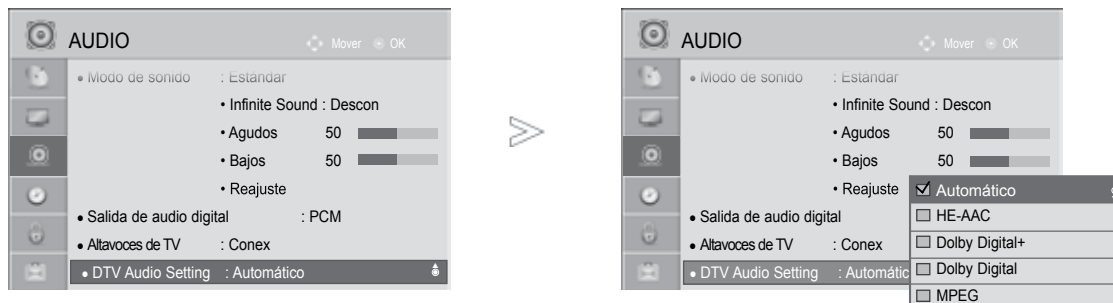 AUDIO
Mover OK
• Modo de sonido : Estándar
• Infinite Sound : Descon
• Agudos 50
• Bajos 50
• Reajuste
• Salida de audio digital : PCM
• Altavoces de TV : Conex
• DTV Audio Setting : Automático
AUDIO
Mover OK
• Modo de sonido : Estándar
• Infinite Sound : Descon
• Agudos 50
• Bajos 50
• Reajuste
• Salida de audio digital
• Altavoces de TV : Conex
• DTV Audio Setting : Automátic
Automático
HE-AAC
Dolby Digital+
Dolby Digital
MPEG